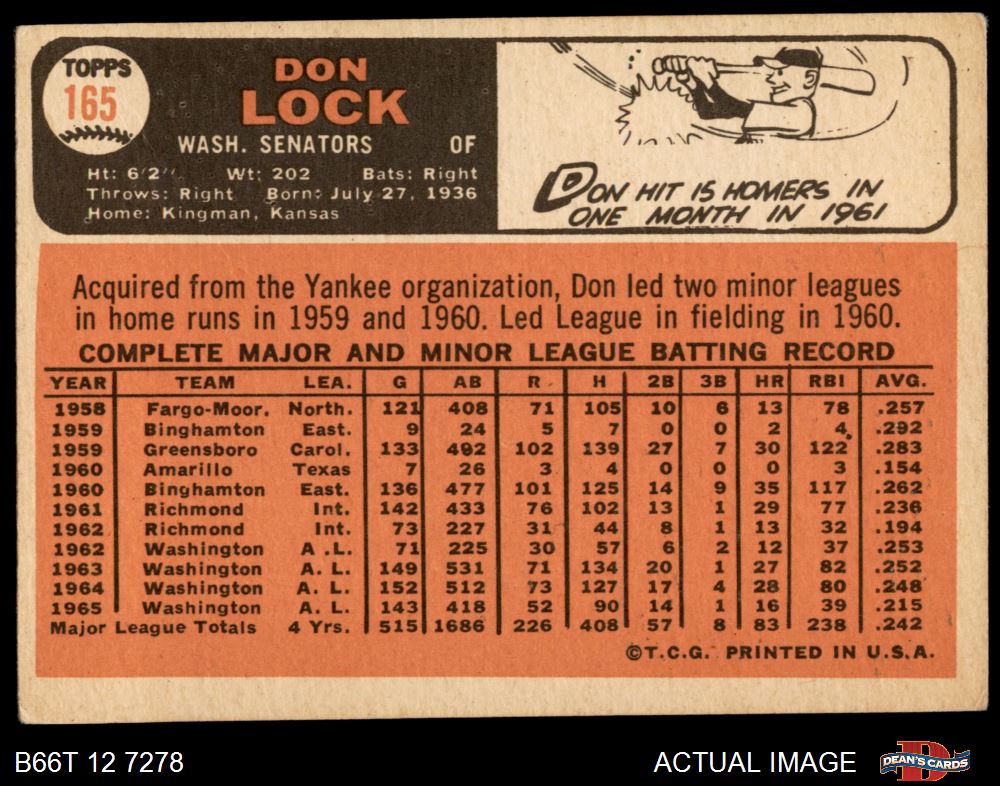 TOPPS
165
DON
LOCK
WASH. SENATORS OF
Ht: 6'2" Wt: 202 Bats: Right
Throws: Right Born: July 27, 1936
Home: Kingman, Kansas
DON HIT 15 HOMERS IN
ONE MONTH IN 1961
Acquired from the Yankee organization, Don led two minor leagues
in home runs in 1959 and 1960. Led League in fielding in 1960.
COMPLETE MAJOR AND MINOR LEAGUE BATTING RECORD
YEAR TEAM LEA. G AB R H 2B 3B HR RBI AVG.
1958 Fargo-Moor. North. 121 408 71 105 10 6 13 78 .257
1959 Binghamton East. 9 24 5 7 0 0 2 4 .292
1959 Greensboro Carol. 133 492 102 139 27 7 30 122 .283
1960 Amarillo Texas 7 26 3 4 0 0 0 3 .154
1960 Binghamton East. 136 477 101 125 14 9 35 117 .262
1961 Richmond Int. 142 433 76 102 13 1 29 77 .236
1962 Richmond Int. 73 227 31 44 8 1 13 32 .194
1962 Washington A .L. 71 225 30 57 6 2 12 37 .253
1963 Washington A. L. 149 531 71 134 20 1 27 82 .252
1964 Washington A. L. 152 512 73 127 17 4 28 80 .248
1965 Washington A. L. 143 418 52 90 14 1 16 39 .215
Major League Totals 4 Yrs. 515 1686 226 408 57 8 83 238 .242
©T.C.G. PRINTED IN U.S.A.
B66T 12 7278 ACTUAL IMAGE
DEAN'S CARDS